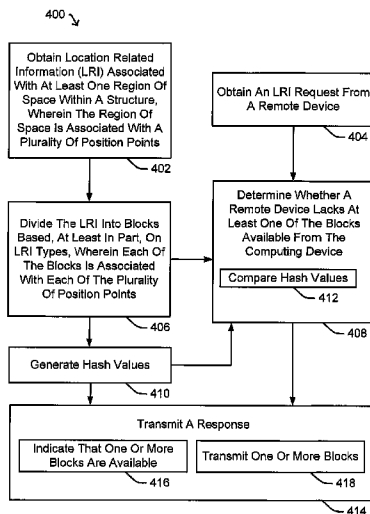 400
Obtain Location Related
Information (LRI) Associated
With At Least One Region Of
Space Within A Structure,
Wherein The Region Of
Space Is Associated With A
Plurality Of Position Points
402
Obtain An LRI Request From
A Remote Device
404
Divide The LRI Into Blocks
Based, At Least In Part, On
LRI Types, Wherein Each Of
The Blocks Is Associated
With Each Of The Plurality
Of Position Points
406
Determine Whether A
Remote Device Lacks At
Least One Of The Blocks
Available From The
Computing Device
Compare Hash Values
412
408
Generate Hash Values
410
Transmit A Response
Indicate That One Or More
Blocks Are Available
416
Transmit One Or More Blocks
418
414